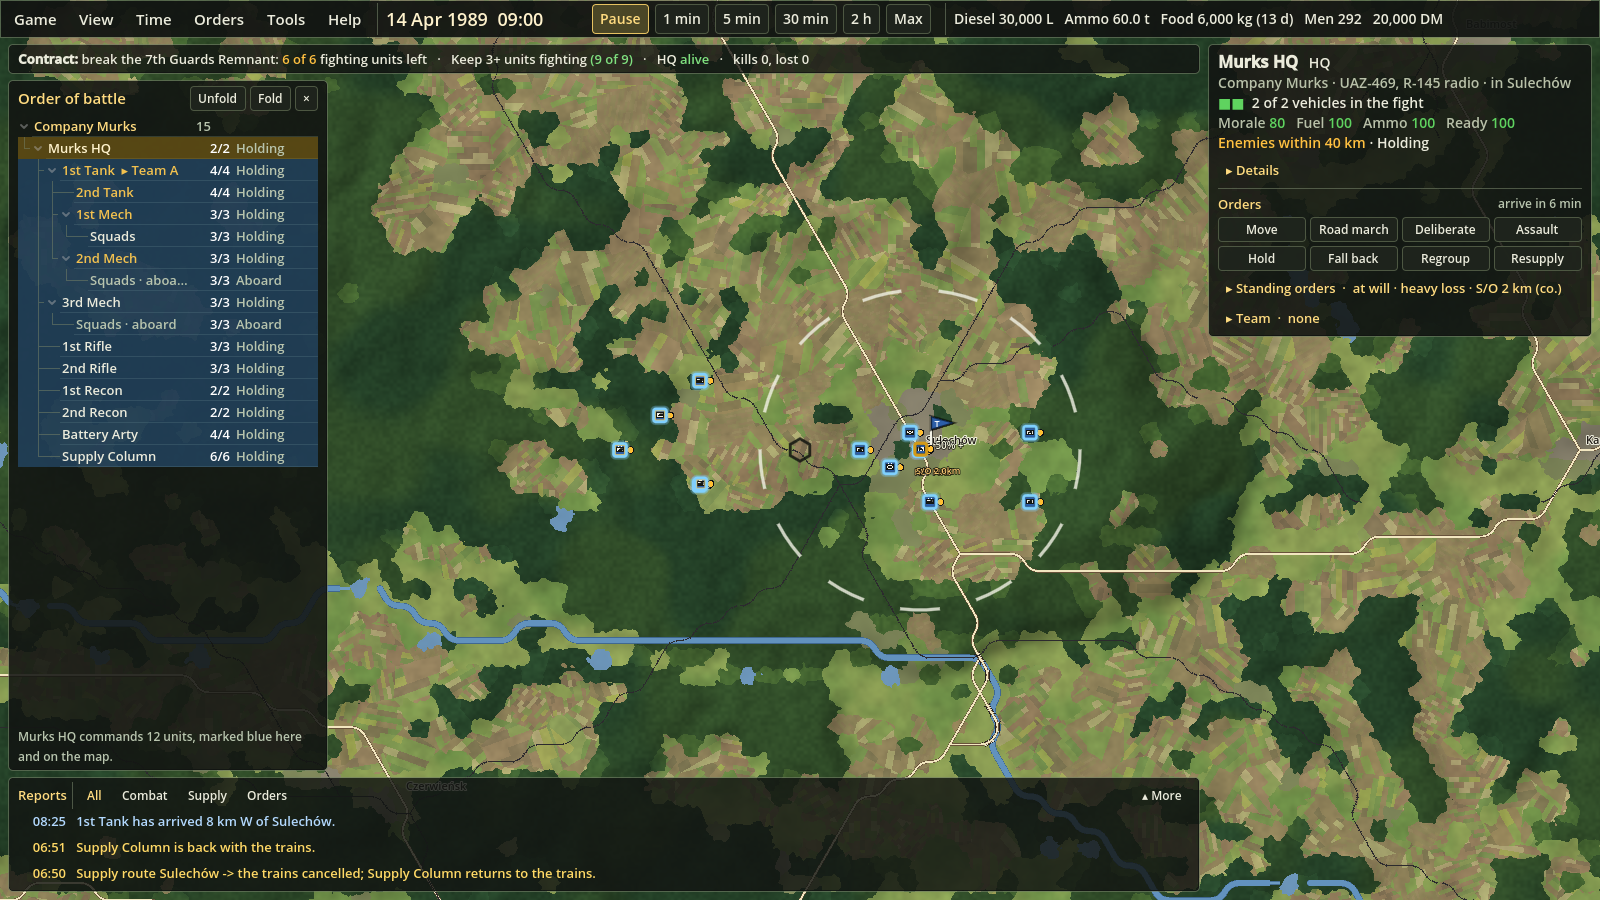 Game View Time Orders Tools Help 14 Apr 1989 09:00 Pause 1 min 5 min 30 min 2 h Max Diesel 30,000 L Ammo 60.0 t Food 6,000 kg (13 d) Men 292 20,000 DM
Contract: break the 7th Guards Remnant: 6 of 6 fighting units left · Keep 3+ units fighting (9 of 9) · HQ alive · kills 0, lost 0
Order of battle Unfold Fold ×
Company Murks 15
Murks HQ 2/2 Holding
1st Tank ▸ Team A 4/4 Holding
2nd Tank 4/4 Holding
1st Mech 3/3 Holding
Squads 3/3 Holding
2nd Mech 3/3 Holding
Squads · aboa... 3/3 Aboard
3rd Mech 3/3 Holding
Squads · aboard 3/3 Aboard
1st Rifle 3/3 Holding
2nd Rifle 3/3 Holding
1st Recon 2/2 Holding
2nd Recon 2/2 Holding
Battery Arty 4/4 Holding
Supply Column 6/6 Holding
Murks HQ commands 12 units, marked blue here
and on the map.
Murks HQ HQ
Company Murks · UAZ-469, R-145 radio · in Sulechów
2 of 2 vehicles in the fight
Morale 80 Fuel 100 Ammo 100 Ready 100
Enemies within 40 km · Holding
▸ Details
Orders arrive in 6 min
Move Road march Deliberate Assault
Hold Fall back Regroup Resupply
▸ Standing orders · at will · heavy loss · S/O 2 km (co.)
▸ Team · none
T
Sulechów
S/O 2.0km
Ka
Czerwieńsk
Reports All Combat Supply Orders ▴ More
08:25 1st Tank has arrived 8 km W of Sulechów.
06:51 Supply Column is back with the trains.
06:50 Supply route Sulechów -> the trains cancelled; Supply Column returns to the trains.